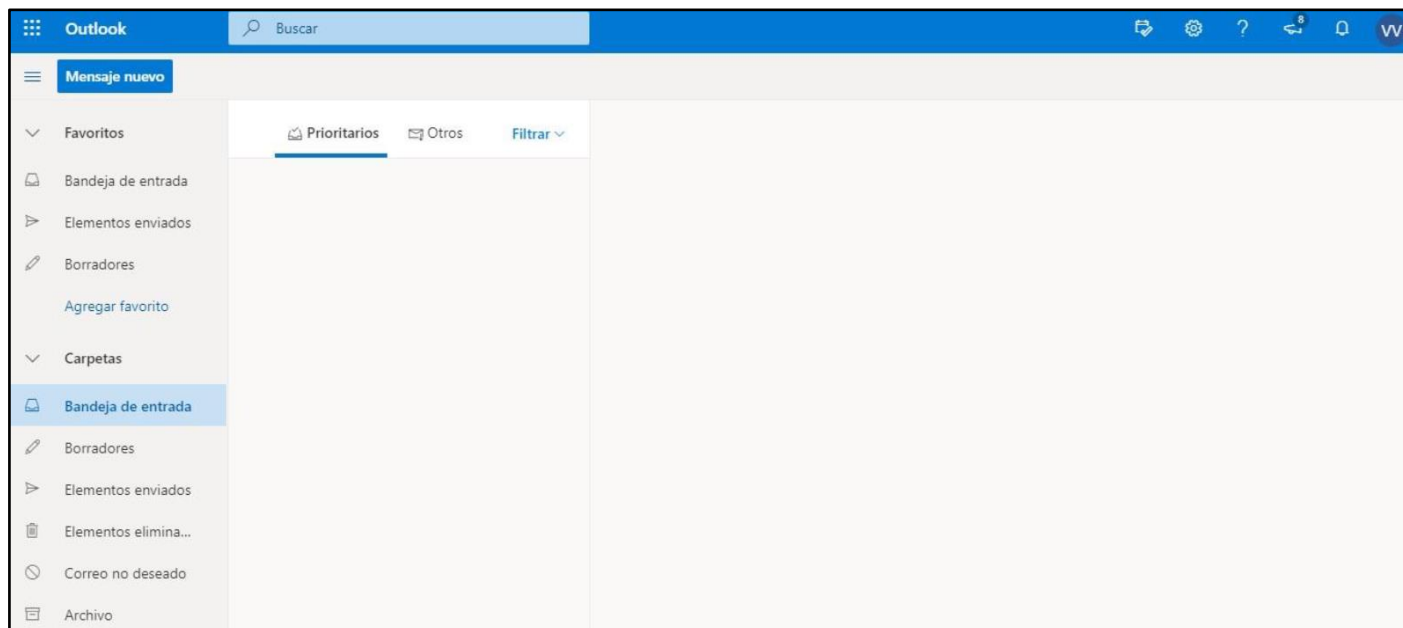 Outlook
Buscar
8
VV
Mensaje nuevo
Favoritos
Prioritarios
Otros
Filtrar
Bandeja de entrada
Elementos enviados
Borradores
Agregar favorito
Carpetas
Bandeja de entrada
Borradores
Elementos enviados
Elementos elimina...
Correo no deseado
Archivo